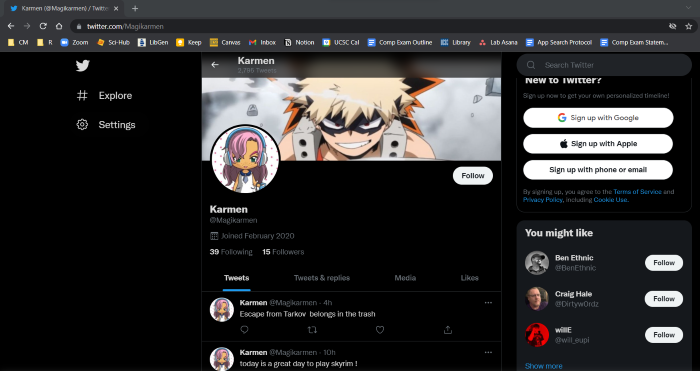 Karmen (@Magikarmen) / Twitter
twitter.com/Magikarmen
CM
R
Zoom
Sci-Hub
LibGen
Keep
Canvas
Inbox
Notion
UCSC Cal
Comp Exam Outline
Library
Lab Asana
App Search Protocol
Comp Exam Statem...
Karmen
2,755 Tweets
Explore
Settings
Follow
Karmen
@Magikarmen
Joined February 2020
39 Following 15 Followers
Tweets Tweets & replies Media Likes
Karmen @Magikarmen · 4h
Escape from Tarkov belongs in the trash
Karmen @Magikarmen · 10h
today is a great day to play skyrim !
Search Twitter
New to Twitter?
Sign up now to get your own personalized timeline!
Sign up with Google
Sign up with Apple
Sign up with phone or email
By signing up, you agree to the Terms of Service and
Privacy Policy, including Cookie Use.
You might like
Ben Ethnic
@BenEthnic
Follow
Craig Hale
@Dirtyw0rdz
Follow
willE
@will_eupi
Follow
Show more